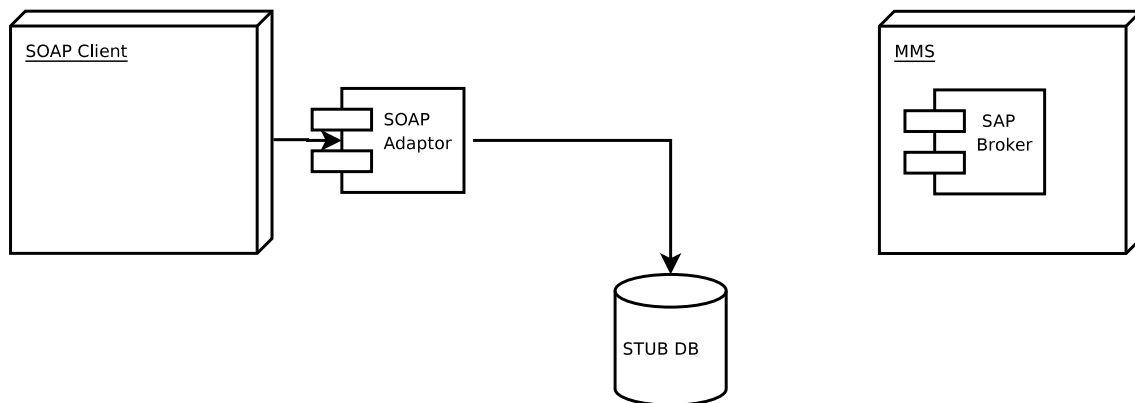 SOAP Client
SOAP
Adaptor
STUB DB
MMS
SAP
Broker